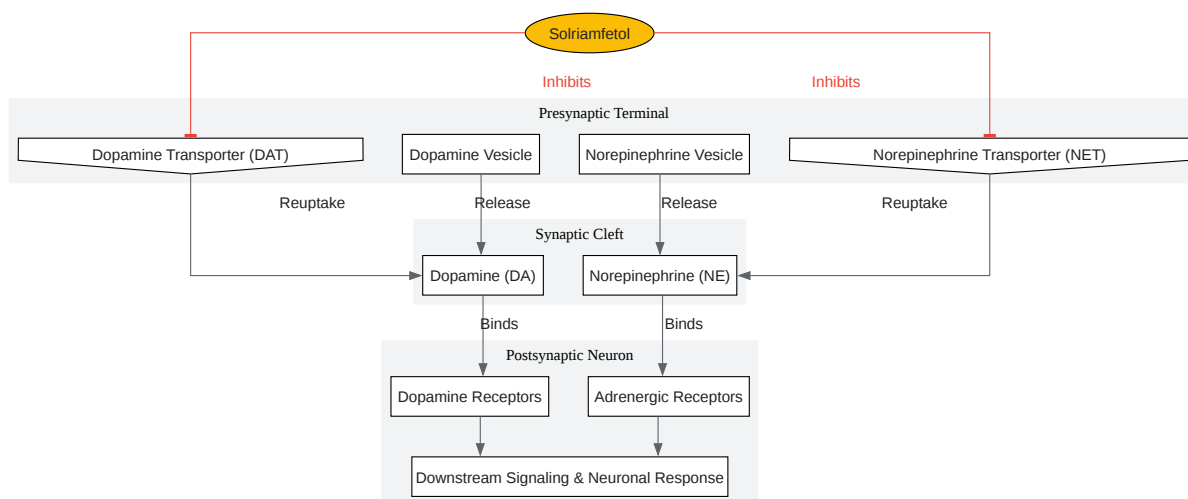 Solriamfetol
Inhibits
Inhibits
Presynaptic Terminal
Dopamine Transporter (DAT)
Dopamine Vesicle
Norepinephrine Vesicle
Norepinephrine Transporter (NET)
Reuptake
Release
Release
Reuptake
Synaptic Cleft
Dopamine (DA)
Norepinephrine (NE)
Binds
Binds
Postsynaptic Neuron
Dopamine Receptors
Adrenergic Receptors
Downstream Signaling & Neuronal Response